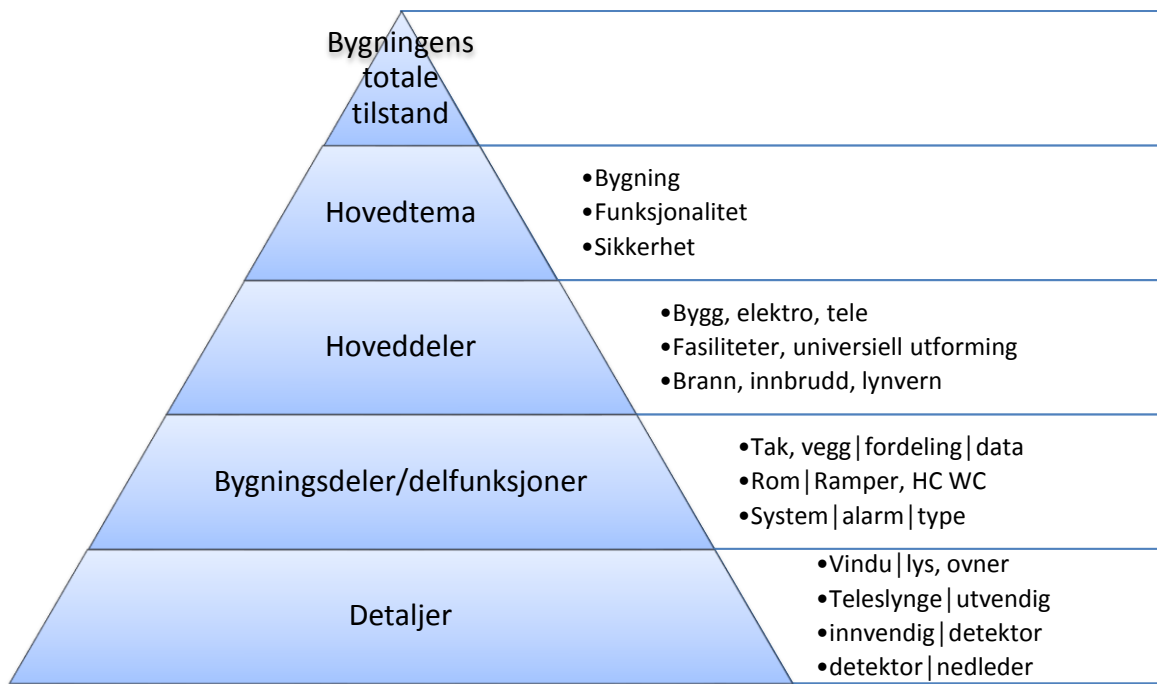 Bygningens
totale
tilstand
Hovedtema
•Bygning
•Funksjonalitet
•Sikkerhet
Hoveddeler
•Bygg, elektro, tele
•Fasiliteter, universiell utforming
•Brann, innbrudd, lynvern
Bygningsdeler/delfunksjoner
•Tak, vegg|fordeling|data
•Rom|Ramper, HC WC
•System|alarm|type
Detaljer
•Vindu|lys, ovner
•Teleslynge|utvendig
•innvendig|detektor
•detektor|nedleder